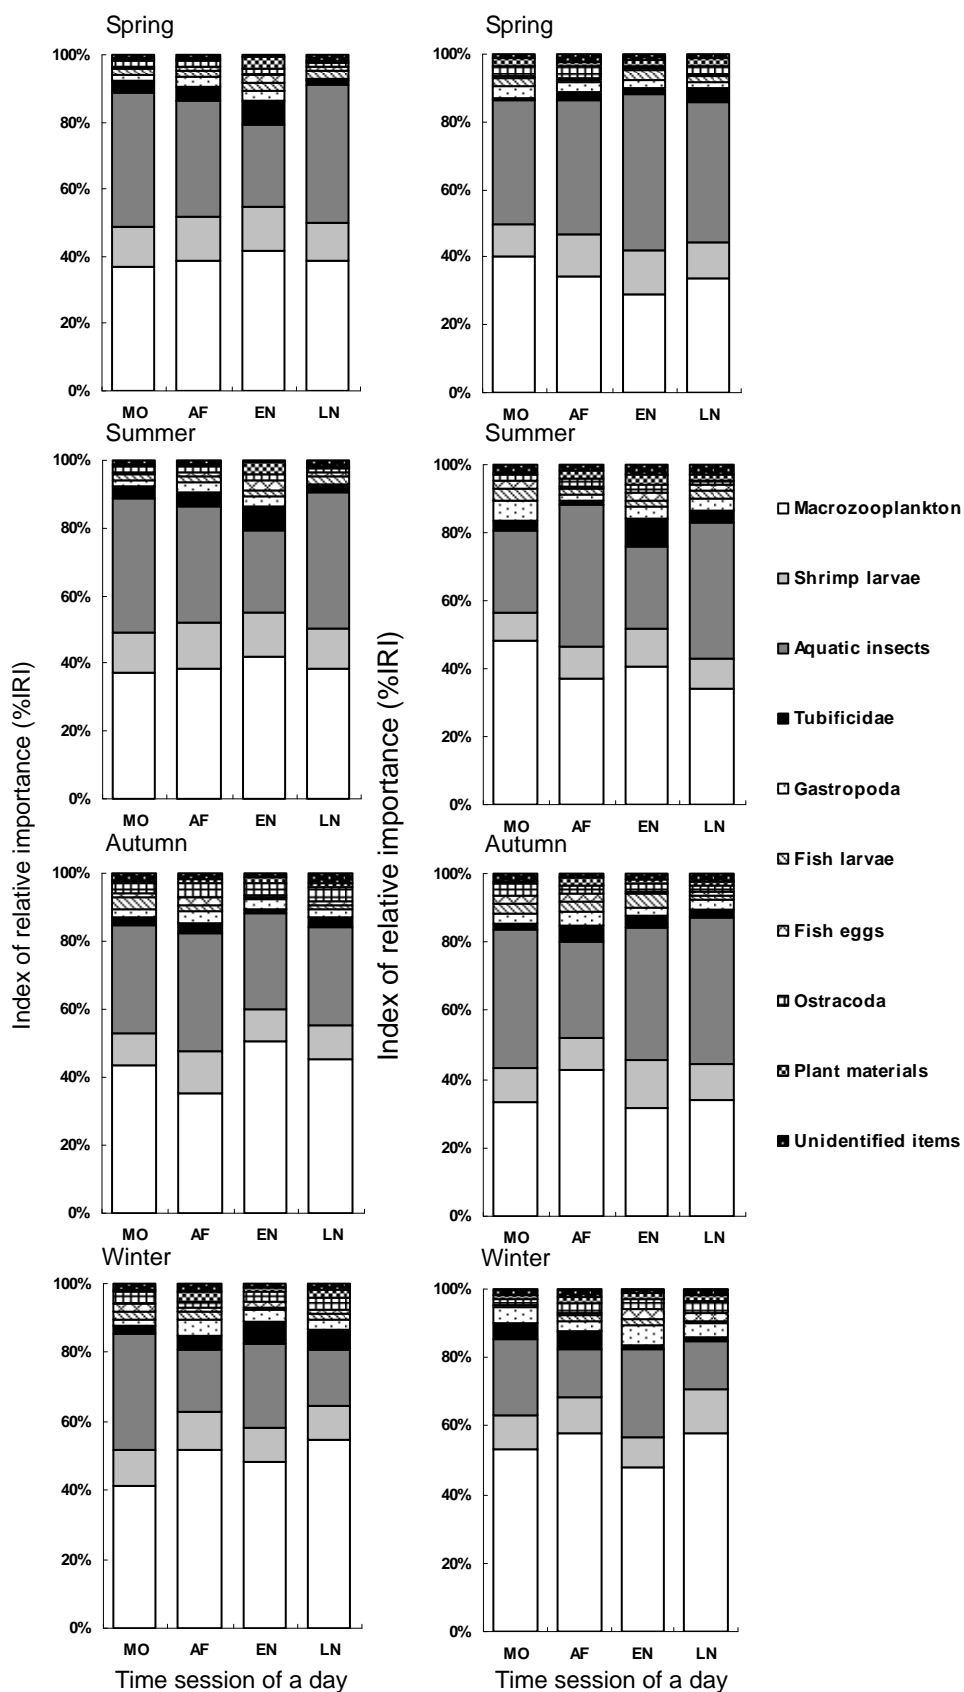 Spring
100%
80%
60%
40%
20%
0%
MO AF EN LN
Summer
100%
80%
60%
40%
20%
0%
MO AF EN LN
Autumn
100%
80%
60%
40%
20%
0%
MO AF EN LN
Winter
100%
80%
60%
40%
20%
0%
MO AF EN LN
Time session of a day
Index of relative importance (%IRI)
Spring
100%
80%
60%
40%
20%
0%
MO AF EN LN
Summer
100%
80%
60%
40%
20%
0%
MO AF EN LN
Autumn
100%
80%
60%
40%
20%
0%
MO AF EN LN
Winter
100%
80%
60%
40%
20%
0%
MO AF EN LN
Time session of a day
Index of relative importance (%IRI)
Macrozooplankton
Shrimp larvae
Aquatic insects
Tubificidae
Gastropoda
Fish larvae
Fish eggs
Ostracoda
Plant materials
Unidentified items